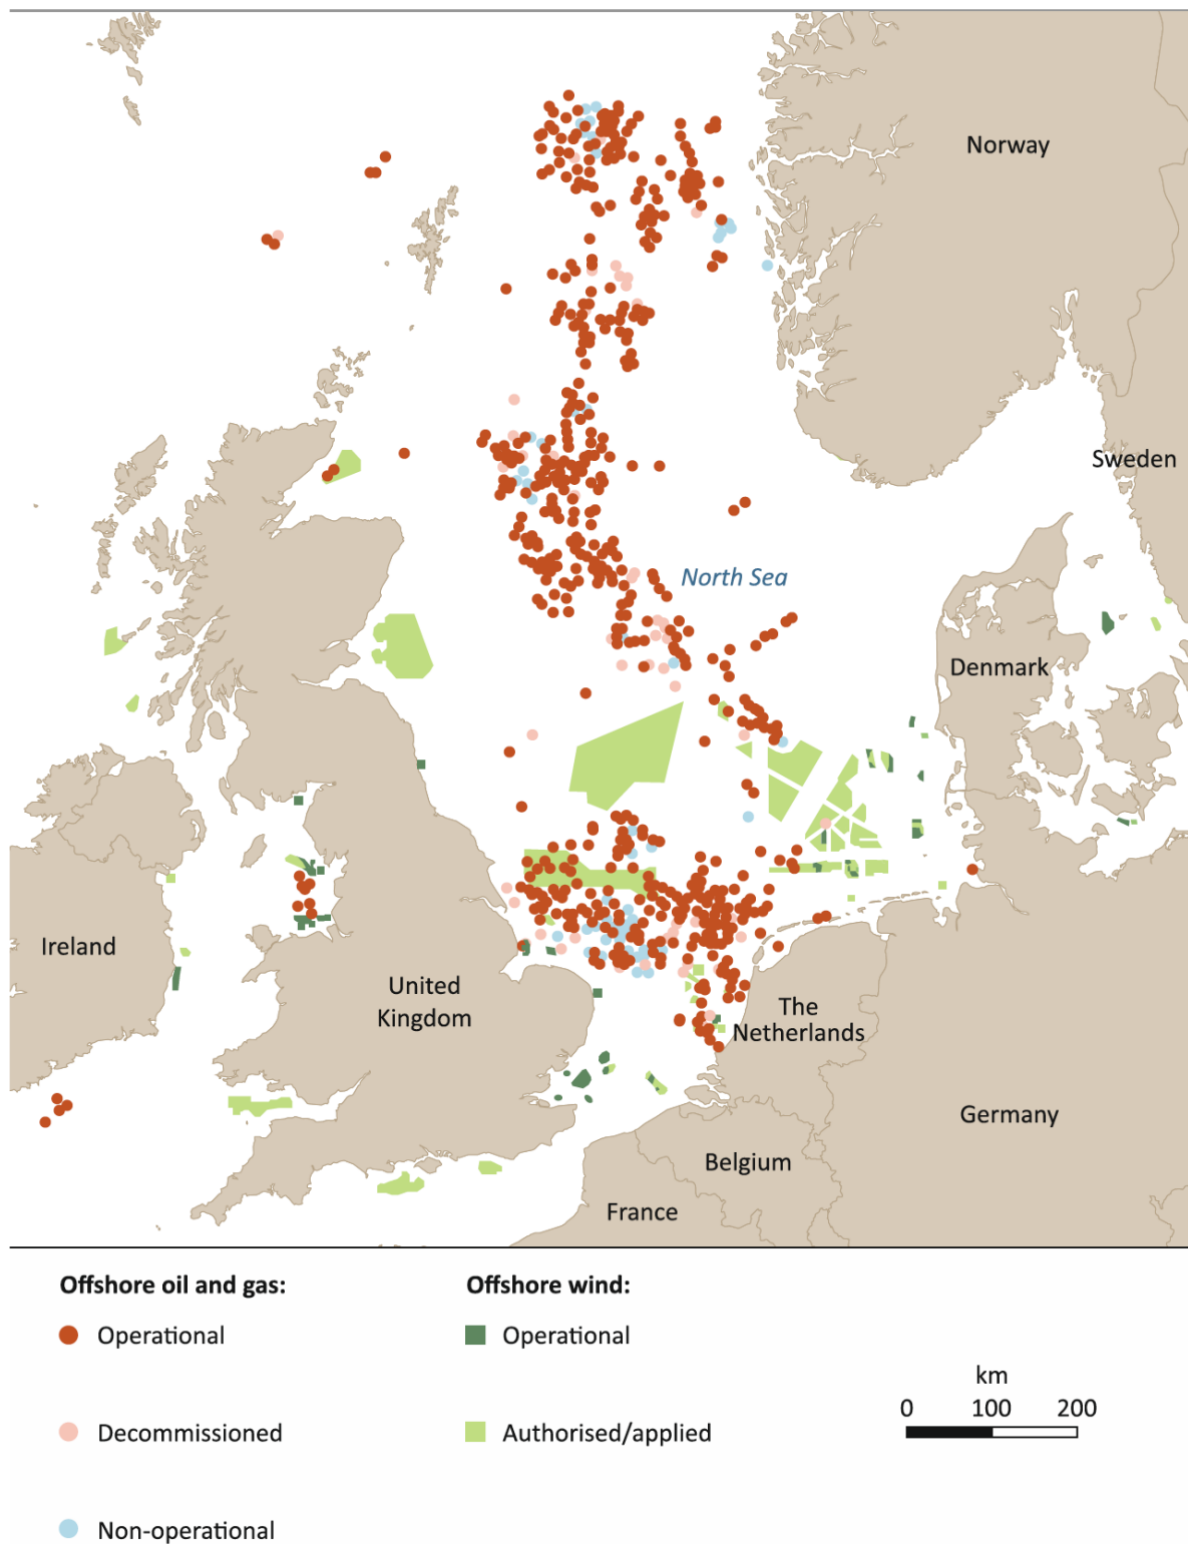 Norway
Sweden
North Sea
Denmark
Ireland
United
Kingdom
The
Netherlands
Germany
Belgium
France
Offshore oil and gas:
Operational
Decommissioned
Non-operational
Offshore wind:
Operational
Authorised/applied
km
0 100 200